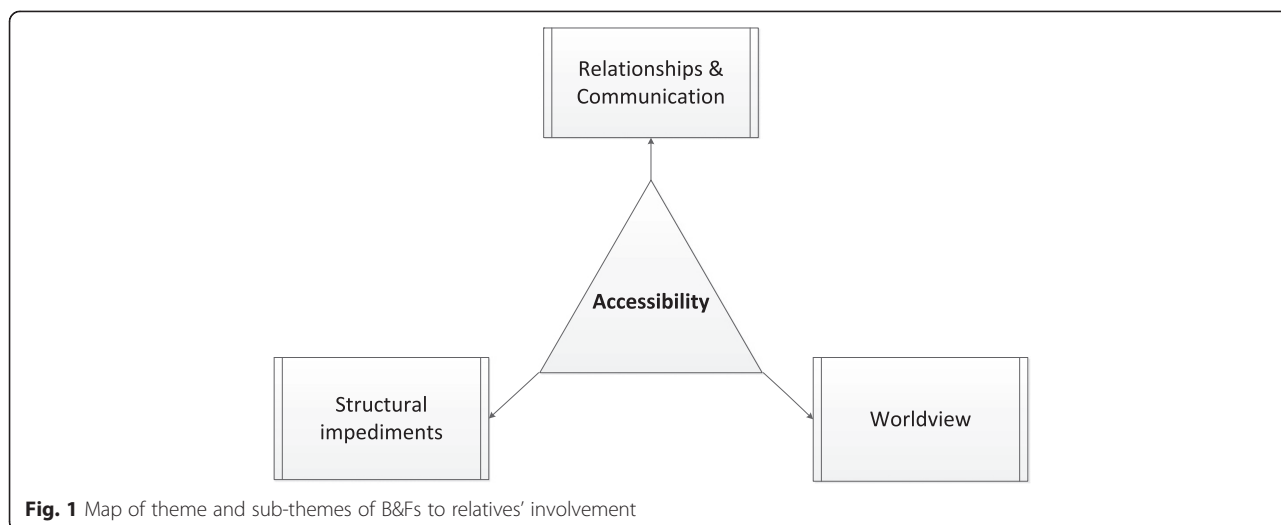 Relationships &
Communication
Accessibility
Structural
impediments
Worldview
Fig. 1 Map of theme and sub-themes of B&Fs to relatives’ involvement